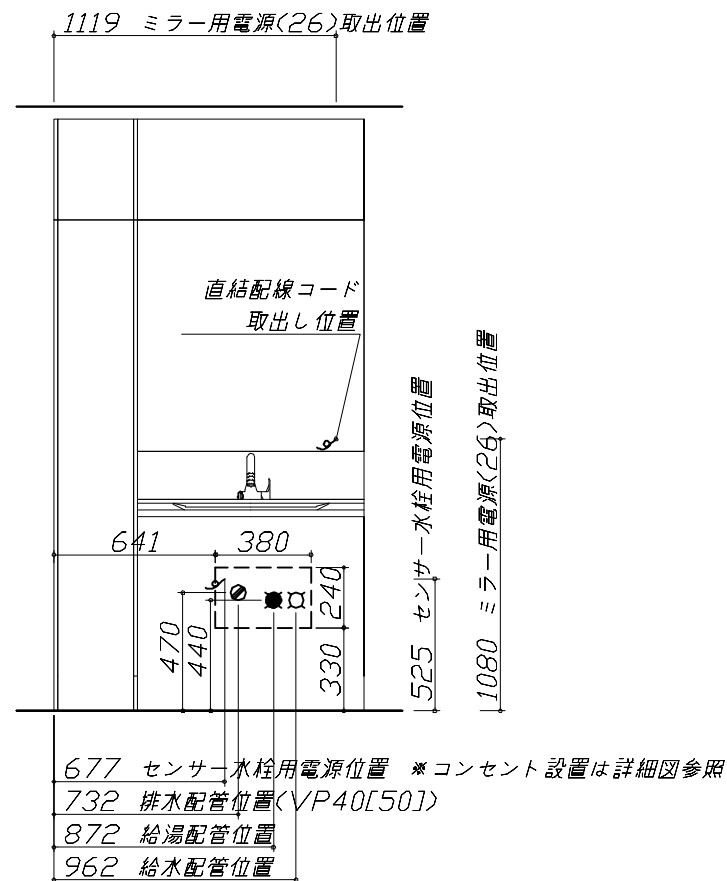 1119 ミラー用電源(26)取出位置
直結配線コード
取出し位置
センサー水栓用電源位置
525
ミラー用電源(26)取出位置
1080
641
380
240
330
470
440
677 センサー水栓用電源位置 ※コンセント設置は詳細図参照
732 排水配管位置(VP40[50])
872 給湯配管位置
962 給水配管位置